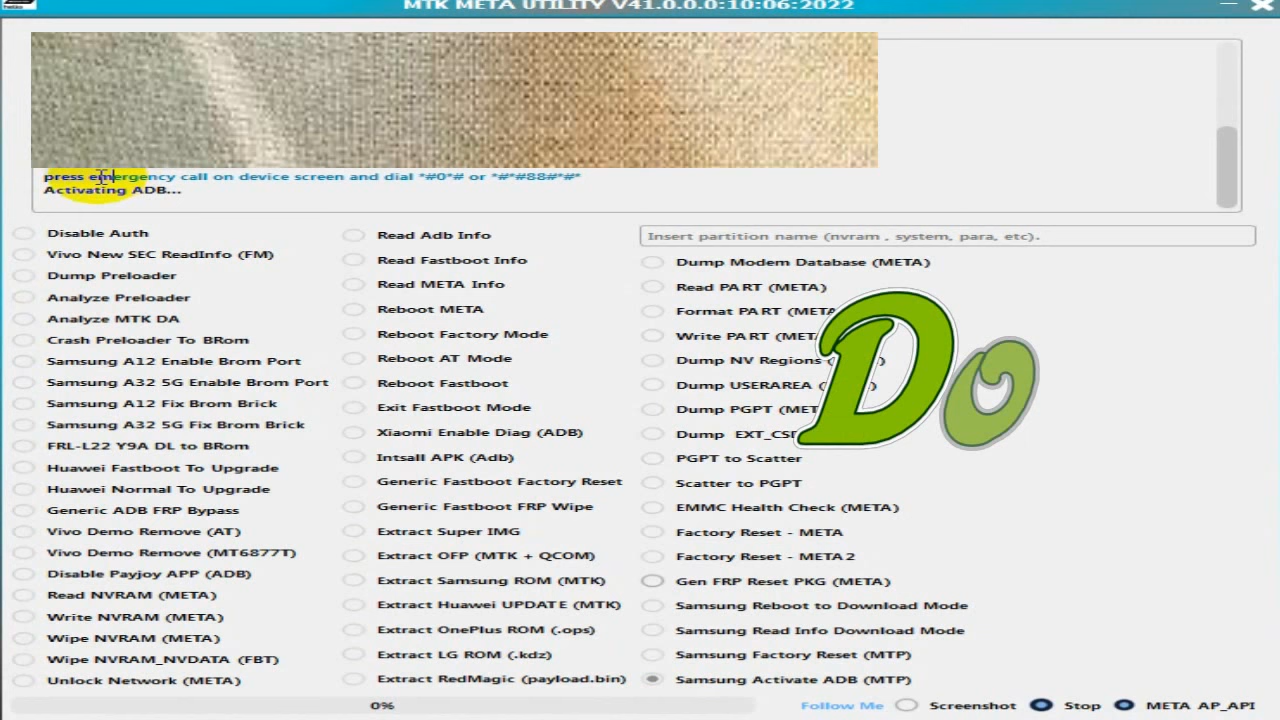 MTK META UTILITY V41.0.0.0:10:06:2022
press emergency call on device screen and dial *#0*# or *#*#88#*#*
Activating ADB...
Disable Auth
Vivo New SEC ReadInfo (FM)
Dump Preloader
Analyze Preloader
Analyze MTK DA
Crash Preloader To BRom
Samsung A12 Enable Brom Port
Samsung A32 5G Enable Brom Port
Samsung A12 Fix Brom Brick
Samsung A32 5G Fix Brom Brick
FRL-L22 Y9A DL to BRom
Huawei Fastboot To Upgrade
Huawei Normal To Upgrade
Generic ADB FRP Bypass
Vivo Demo Remove (AT)
Vivo Demo Remove (MT6877T)
Disable Payjoy APP (ADB)
Read NVRAM (META)
Write NVRAM (META)
Wipe NVRAM (META)
Wipe NVRAM_NVDATA (FBT)
Unlock Network (META)
Read Adb Info
Read Fastboot Info
Read META Info
Reboot META
Reboot Factory Mode
Reboot AT Mode
Reboot Fastboot
Exit Fastboot Mode
Xiaomi Enable Diag (ADB)
Intsall APK (Adb)
Generic Fastboot Factory Reset
Generic Fastboot FRP Wipe
Extract Super IMG
Extract OFP (MTK + QCOM)
Extract Samsung ROM (MTK)
Extract Huawei UPDATE (MTK)
Extract OnePlus ROM (.ops)
Extract LG ROM (.kdz)
Extract RedMagic (payload.bin)
Insert partition name (nvram , system, para, etc).
Dump Modem Database (META)
Read PART (META)
Format PART (META
Write PART (META
Dump NV Regions
Dump USERAREA
Dump PGPT (MET
Dump EXT_CS
PGPT to Scatter
Scatter to PGPT
EMMC Health Check (META)
Factory Reset - META
Factory Reset - META2
Gen FRP Reset PKG (META)
Samsung Reboot to Download Mode
Samsung Read Info Download Mode
Samsung Factory Reset (MTP)
Samsung Activate ADB (MTP)
Do
0%
Follow Me
Screenshot
Stop
META AP_API